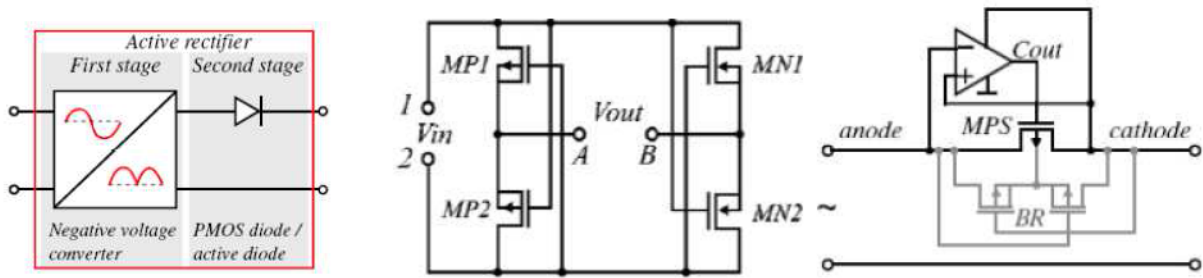 Active rectifier
First stage
Second stage
Negative voltage
converter
PMOS diode /
active diode
MP1
MN1
1
Vin
2
Vout
A
B
MP2
MN2
~
Cout
MPS
anode
cathode
BR